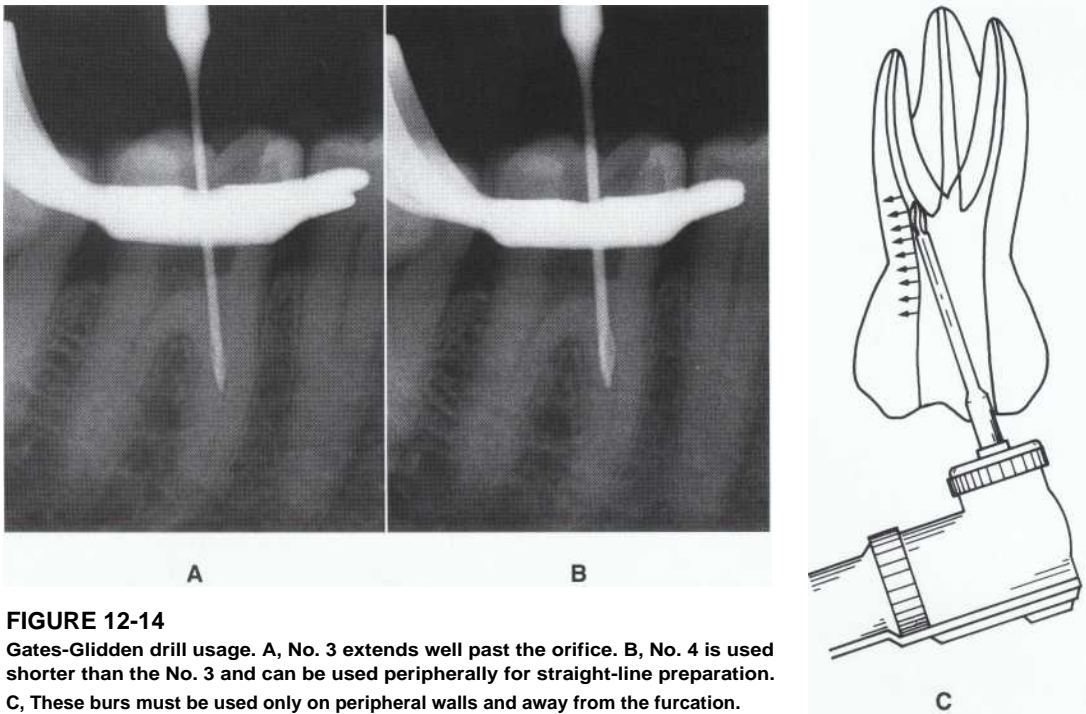 A
B
C
FIGURE 12-14
Gates-Glidden drill usage. A, No. 3 extends well past the orifice. B, No. 4 is used
shorter than the No. 3 and can be used peripherally for straight-line preparation.
C, These burs must be used only on peripheral walls and away from the furcation.